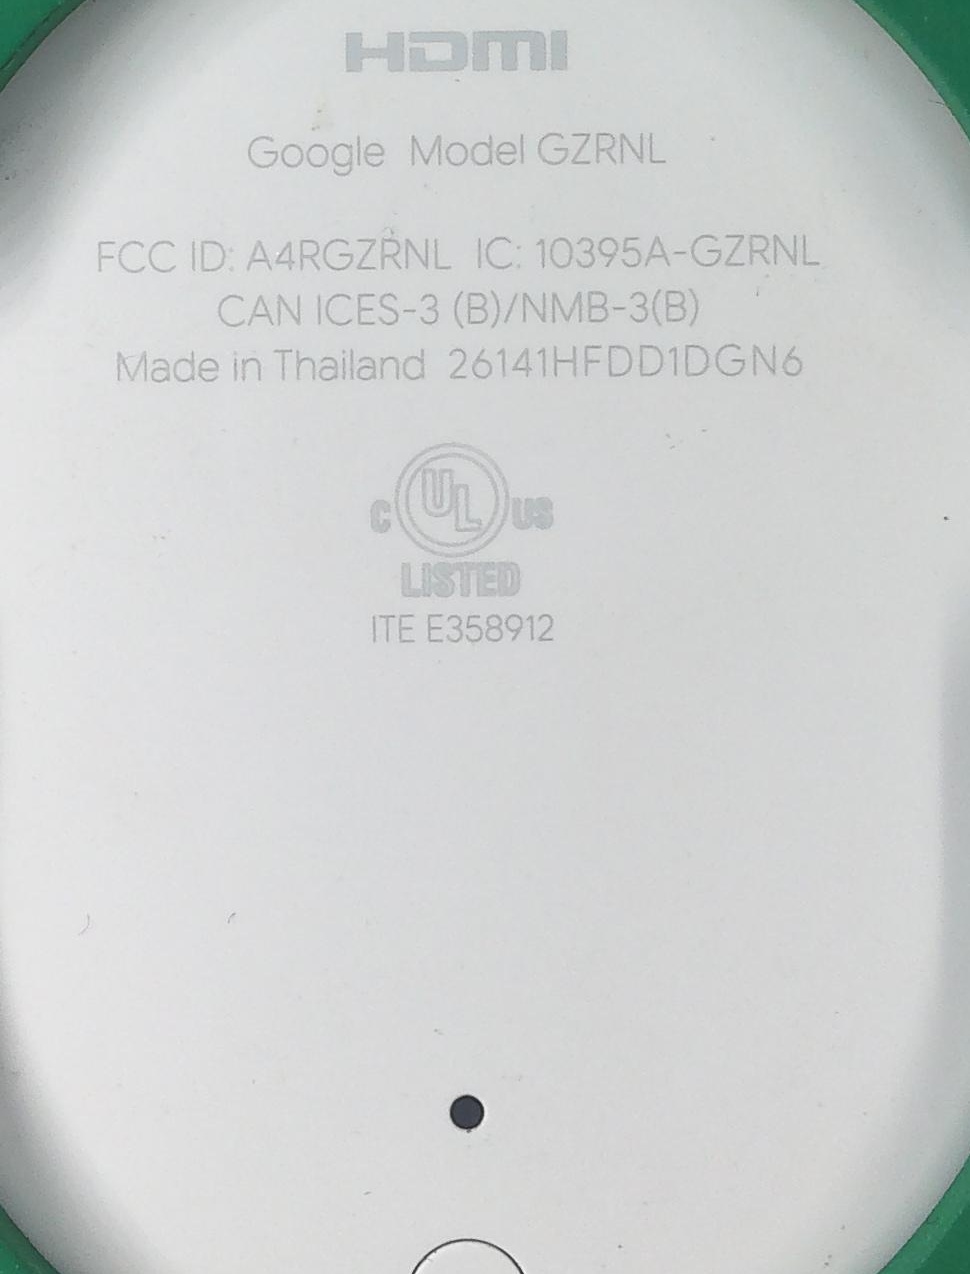 HDMI
Google Model GZRNL
FCC ID: A4RGZRNL IC: 10395A-GZRNL
CAN ICES-3 (B)/NMB-3(B)
Made in Thailand 26141HFDD1DGN6
C UL US
LISTED
ITE E358912